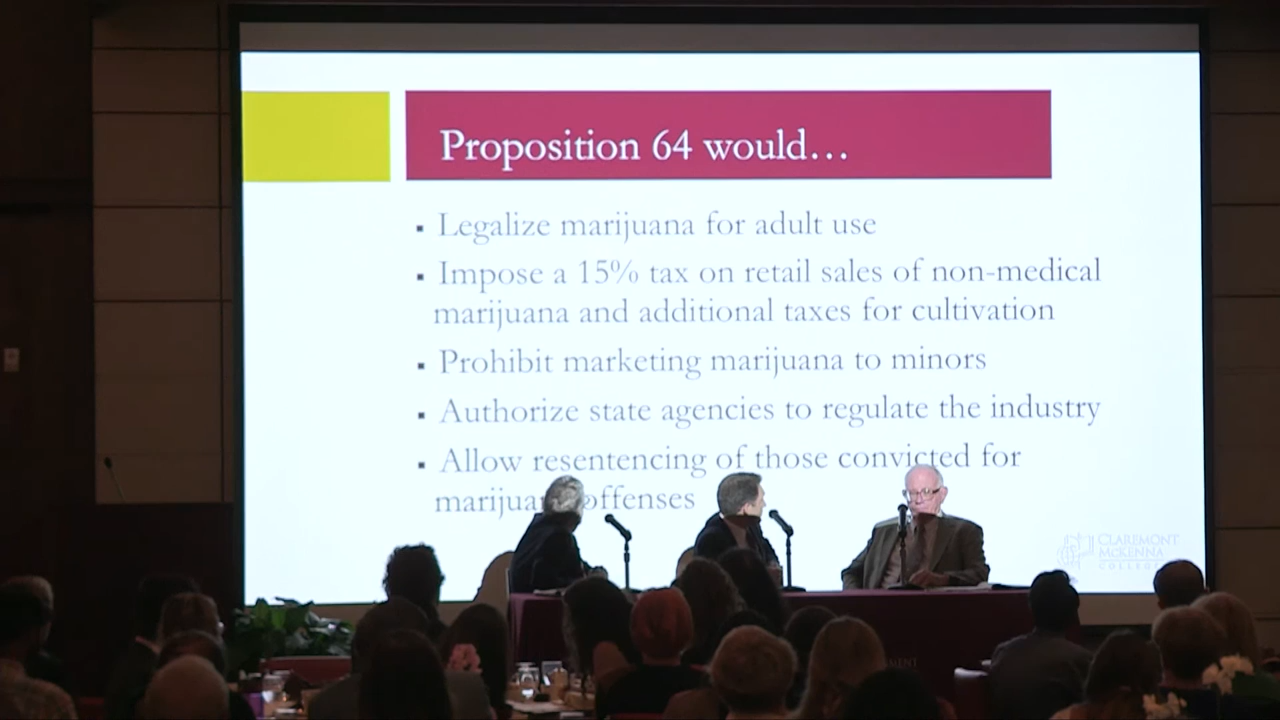 Proposition 64 would…
▪ Legalize marijuana for adult use
▪ Impose a 15% tax on retail sales of non-medical
marijuana and additional taxes for cultivation
▪ Prohibit marketing marijuana to minors
▪ Authorize state agencies to regulate the industry
▪ Allow resentencing of those convicted for
offenses
CLAREMONT
MCKENNA
COLLEGE